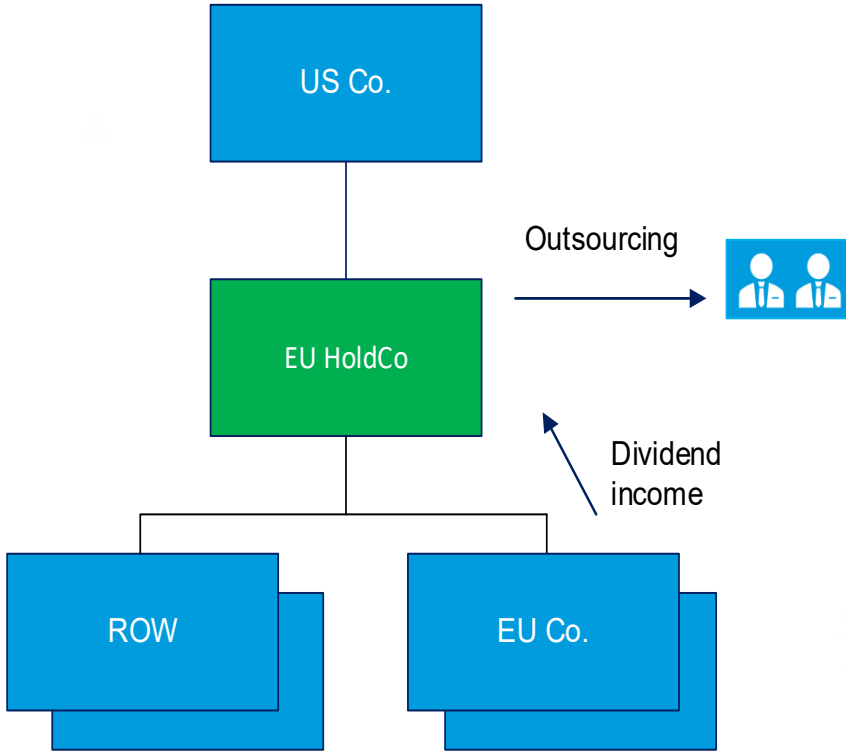 US Co.
Outsourcing
EU HoldCo
Dividend
income
ROW
EU Co.